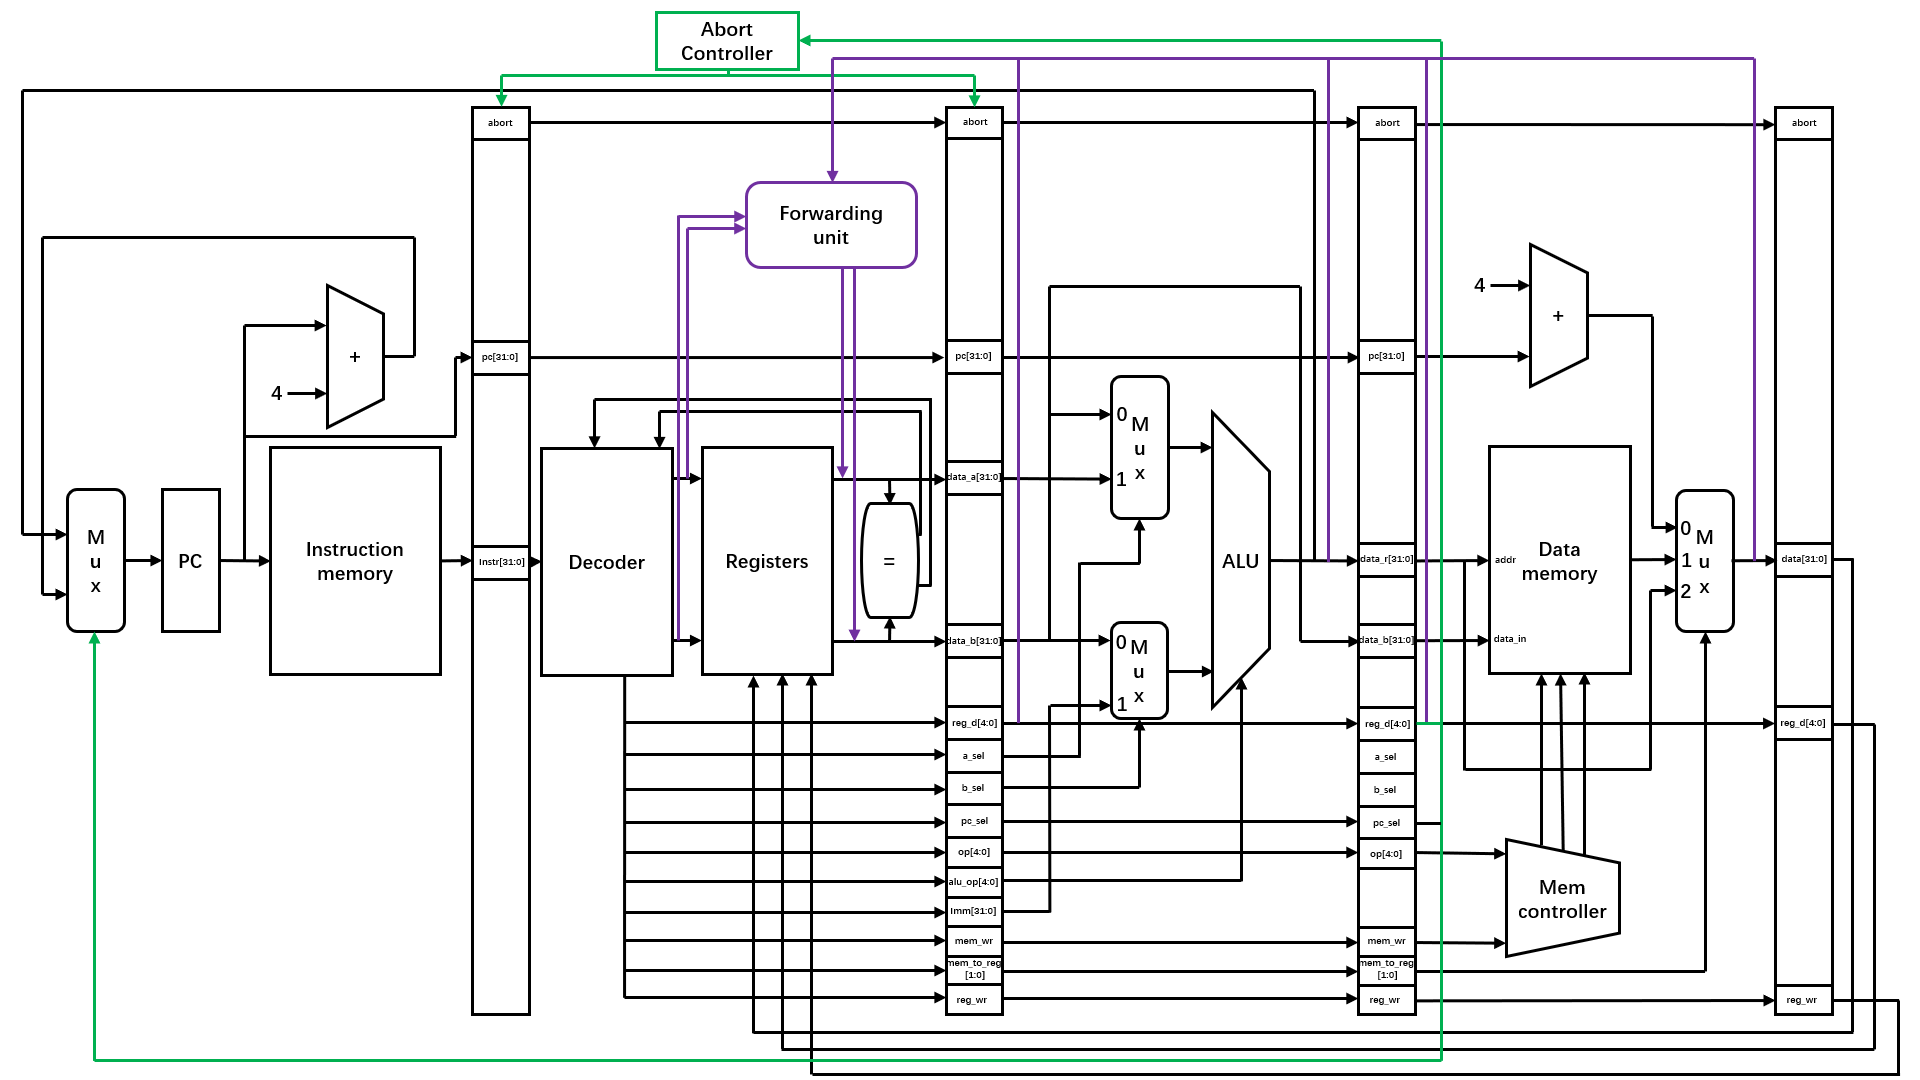 Abort
Controller
abort
abort
abort
abort
Forwarding
unit
4
+
4
+
pc[31:0]
pc[31:0]
pc[31:0]
M
u
x
PC
Instruction
memory
Instr[31:0]
Decoder
Registers
=
data_a[31:0]
data_b[31:0]
0
M
u
x
1
0
M
u
x
1
ALU
data_r[31:0]
data_b[31:0]
addr
data_in
Data
memory
0
1
2
M
u
x
data[31:0]
reg_d[4:0]
a_sel
b_sel
pc_sel
op[4:0]
alu_op[4:0]
Imm[31:0]
mem_wr
mem_to_reg
[1:0]
reg_wr
reg_d[4:0]
a_sel
b_sel
pc_sel
op[4:0]
mem_wr
mem_to_reg
[1:0]
reg_wr
Mem
controller
reg_d[4:0]
reg_wr